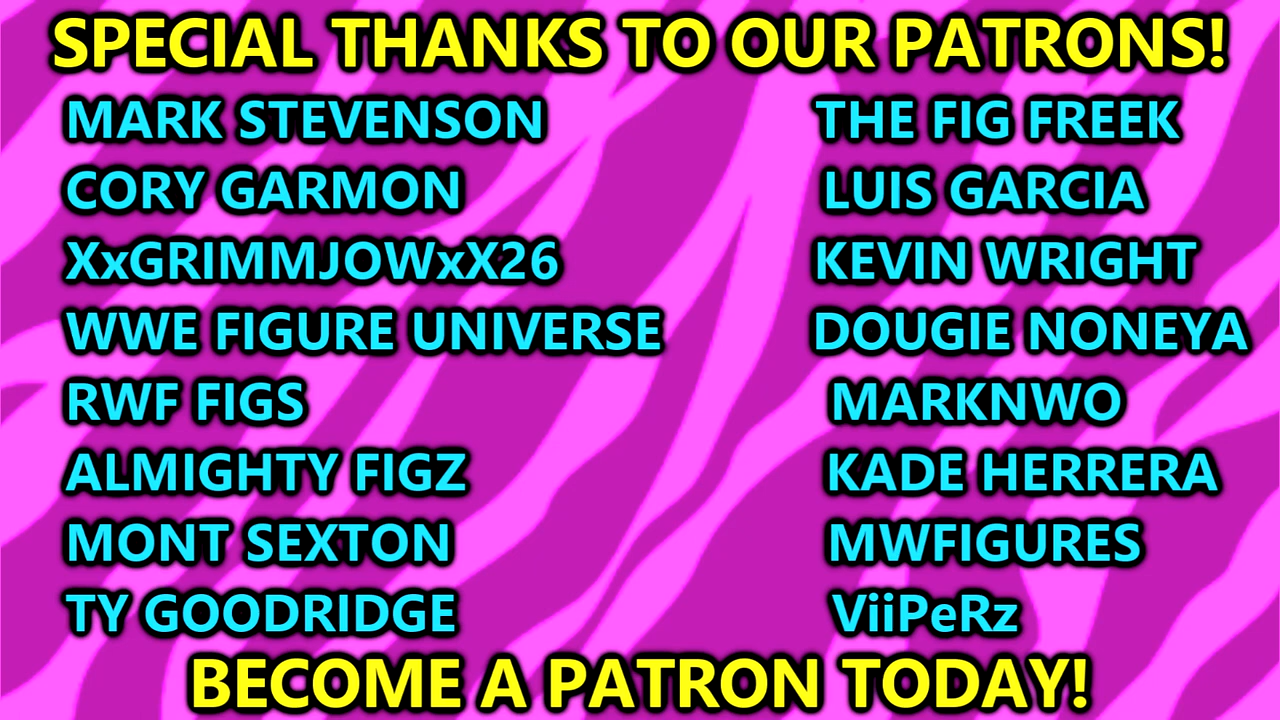 SPECIAL THANKS TO OUR PATRONS!
MARK STEVENSON
CORY GARMON
XxGRIMMJOWxX26
WWE FIGURE UNIVERSE
RWF FIGS
ALMIGHTY FIGZ
MONT SEXTON
TY GOODRIDGE
THE FIG FREEK
LUIS GARCIA
KEVIN WRIGHT
DOUGIE NONEYA
MARKNWO
KADE HERRERA
MWFIGURES
ViiPeRz
BECOME A PATRON TODAY!